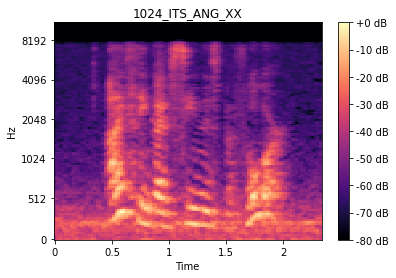 1024_ITS_ANG_XX
Hz
8192
4096
2048
1024
512
0
0
0.5
1
1.5
2
Time
+0 dB
-10 dB
-20 dB
-30 dB
-40 dB
-50 dB
-60 dB
-70 dB
-80 dB